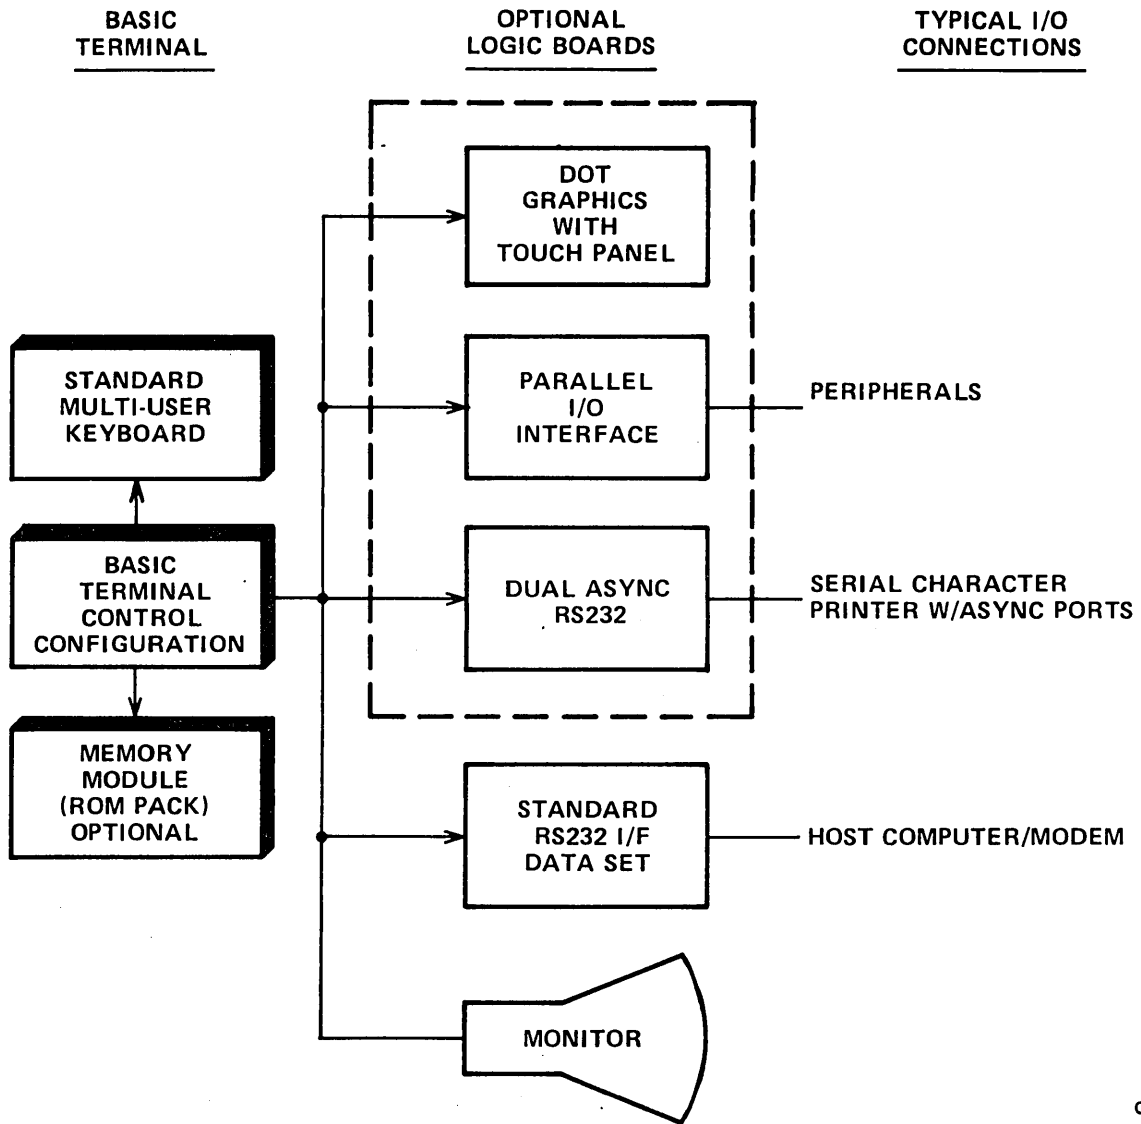 BASIC
TERMINAL
OPTIONAL
LOGIC BOARDS
TYPICAL I/O
CONNECTIONS
DOT
GRAPHICS
WITH
TOUCH PANEL
STANDARD
MULTI-USER
KEYBOARD
PARALLEL
I/O
INTERFACE
PERIPHERALS
BASIC
TERMINAL
CONTROL
CONFIGURATION
DUAL ASYNC
RS232
SERIAL CHARACTER
PRINTER W/ASYNC PORTS
MEMORY
MODULE
(ROM PACK)
OPTIONAL
STANDARD
RS232 I/F
DATA SET
HOST COMPUTER/MODEM
MONITOR